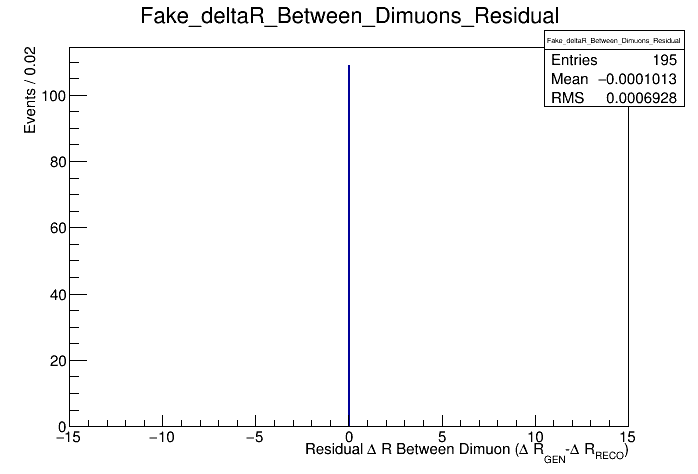 Fake_deltaR_Between_Dimuons_Residual
Fake_deltaR_Between_Dimuons_Residual
Entries 195
Mean −0.0001013
RMS 0.0006928
Events / 0.02
100
80
60
40
20
0
−15 −10 −5 0 5 10 15
Residual Δ R Between Dimuon (Δ R_GEN-Δ R_RECO)